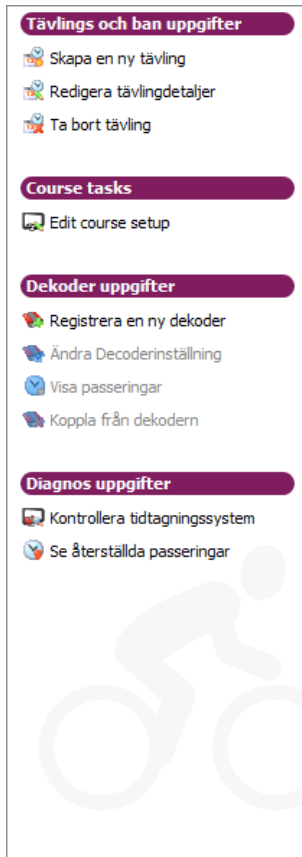 Tävlings och ban uppgifter
Skapa en ny tävling
Redigera tävlingdetaljer
Ta bort tävling
Course tasks
Edit course setup
Dekoder uppgifter
Registrera en ny dekoder
Ändra Decoderinställning
Visa passeringar
Koppla från dekodern
Diagnos uppgifter
Kontrollera tidtagningssystem
Se återställda passeringar